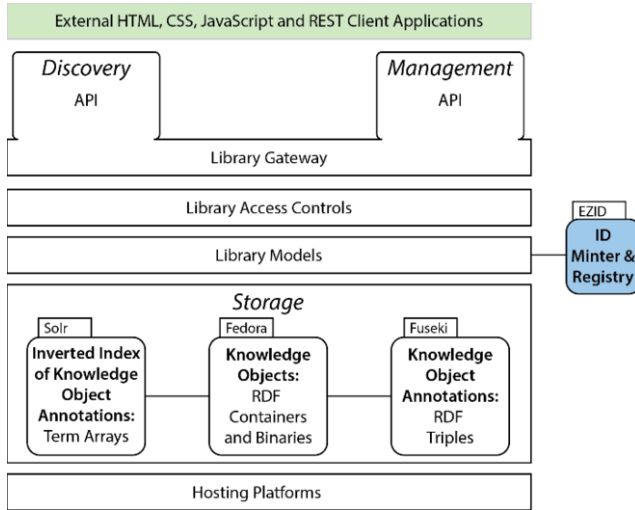 External HTML, CSS, JavaScript and REST Client Applications
Discovery
API
Management
API
Library Gateway
Library Access Controls
Library Models
EZID
ID
Minter &
Registry
Storage
Solr
Inverted Index
of Knowledge
Object
Annotations:
Term Arrays
Fedora
Knowledge
Objects:
RDF
Containers
and Binaries
Fuseki
Knowledge
Object
Annotations:
RDF
Triples
Hosting Platforms